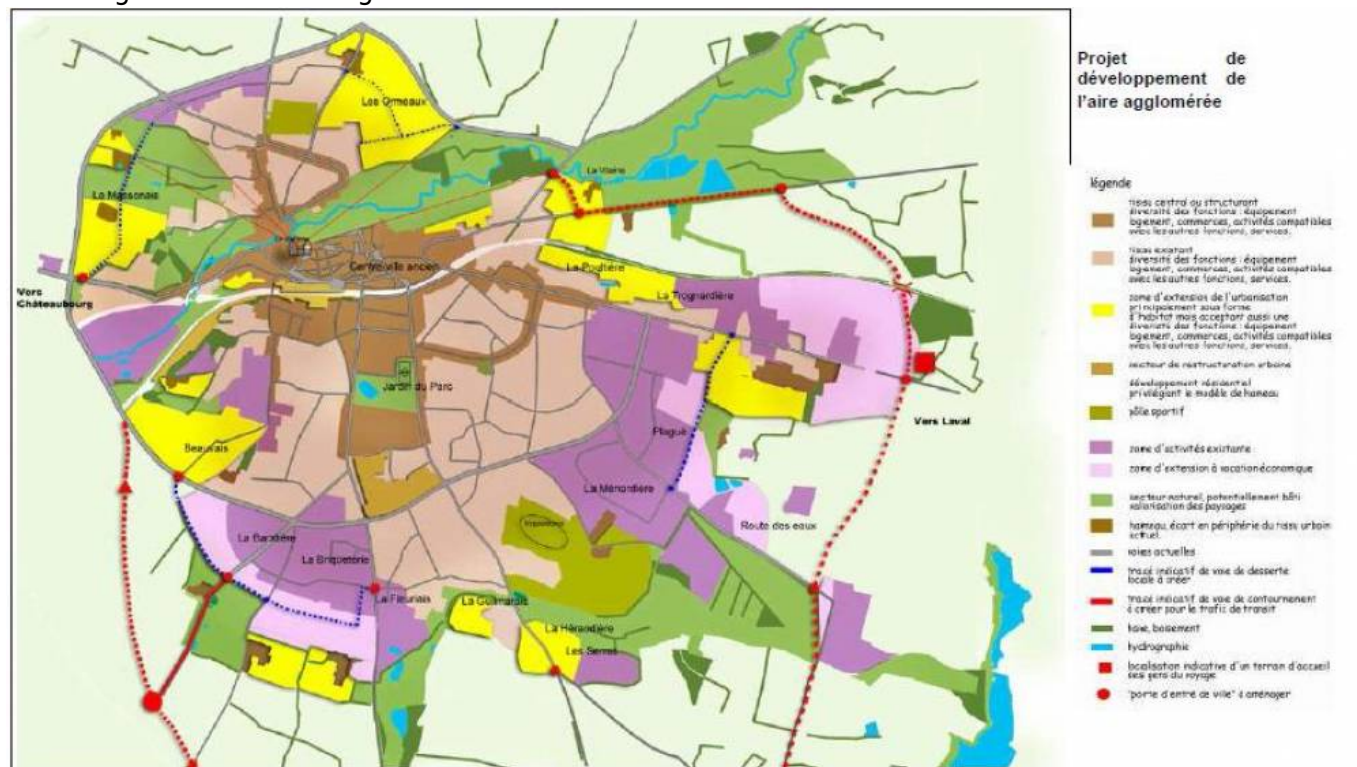 Projet de
développement de
l'aire agglomérée
légende
tissu central ou structurant
diversité des fonctions : équipement
logement, commerces, activités compatibles
avec les autres fonctions, services.
tissu existant
diversité des fonctions : équipement
logement, commerces, activités compatibles
avec les autres fonctions, services.
zone d'extension de l'urbanisation
principalement sous forme
d'habitat mais acceptant aussi une
diversité des fonctions : équipement
logement, commerces, activités compatibles
avec les autres fonctions, services.
secteur de restructuration urbaine
développement résidentiel
privilégiant le modèle de hameau
pôle sportif
zone d'activités existante
zone d'extension à vocation économique
secteur naturel, potentiellement bâti
valorisation des paysages
hameau, écart en périphérie du tissu urbain
actuel
voies actuelles
tracé indicatif de voie de desserte
locale à créer
tracé indicatif de voie de contournement
à créer pour le trafic de transit
haie, boisement
hydrographie
localisation indicative d'un terrain d'accueil
des gens du voyage
"porte d'entré de ville" à aménager
Les Ormeaux
La Massonais
La Vilaine
Centre ville ancien
La Poultière
Vers
Châteaubourg
La Trognardière
Jardin du Parc
Vers Laval
Plagué
Beauvais
La Mériardière
Route des eaux
La Baratière
La Briqueterie
La Fleuriais
La Guilmarais
La Hérandière
Les Serres